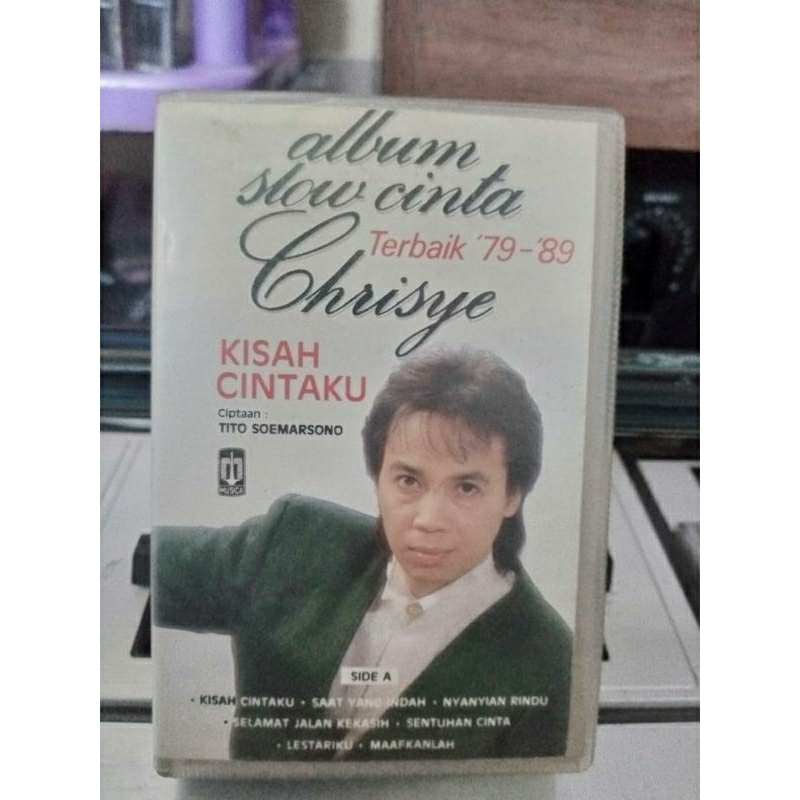 album
slow cinta
Terbaik '79-'89
Chrisye
KISAH
CINTAKU
Ciptaan :
TITO SOEMARSONO
MUSICA
SIDE A
• KISAH CINTAKU • SAAT YANG INDAH • NYANYIAN RINDU
• SELAMAT JALAN KEKASIH • SENTUHAN CINTA
• LESTARIKU • MAAFKANLAH